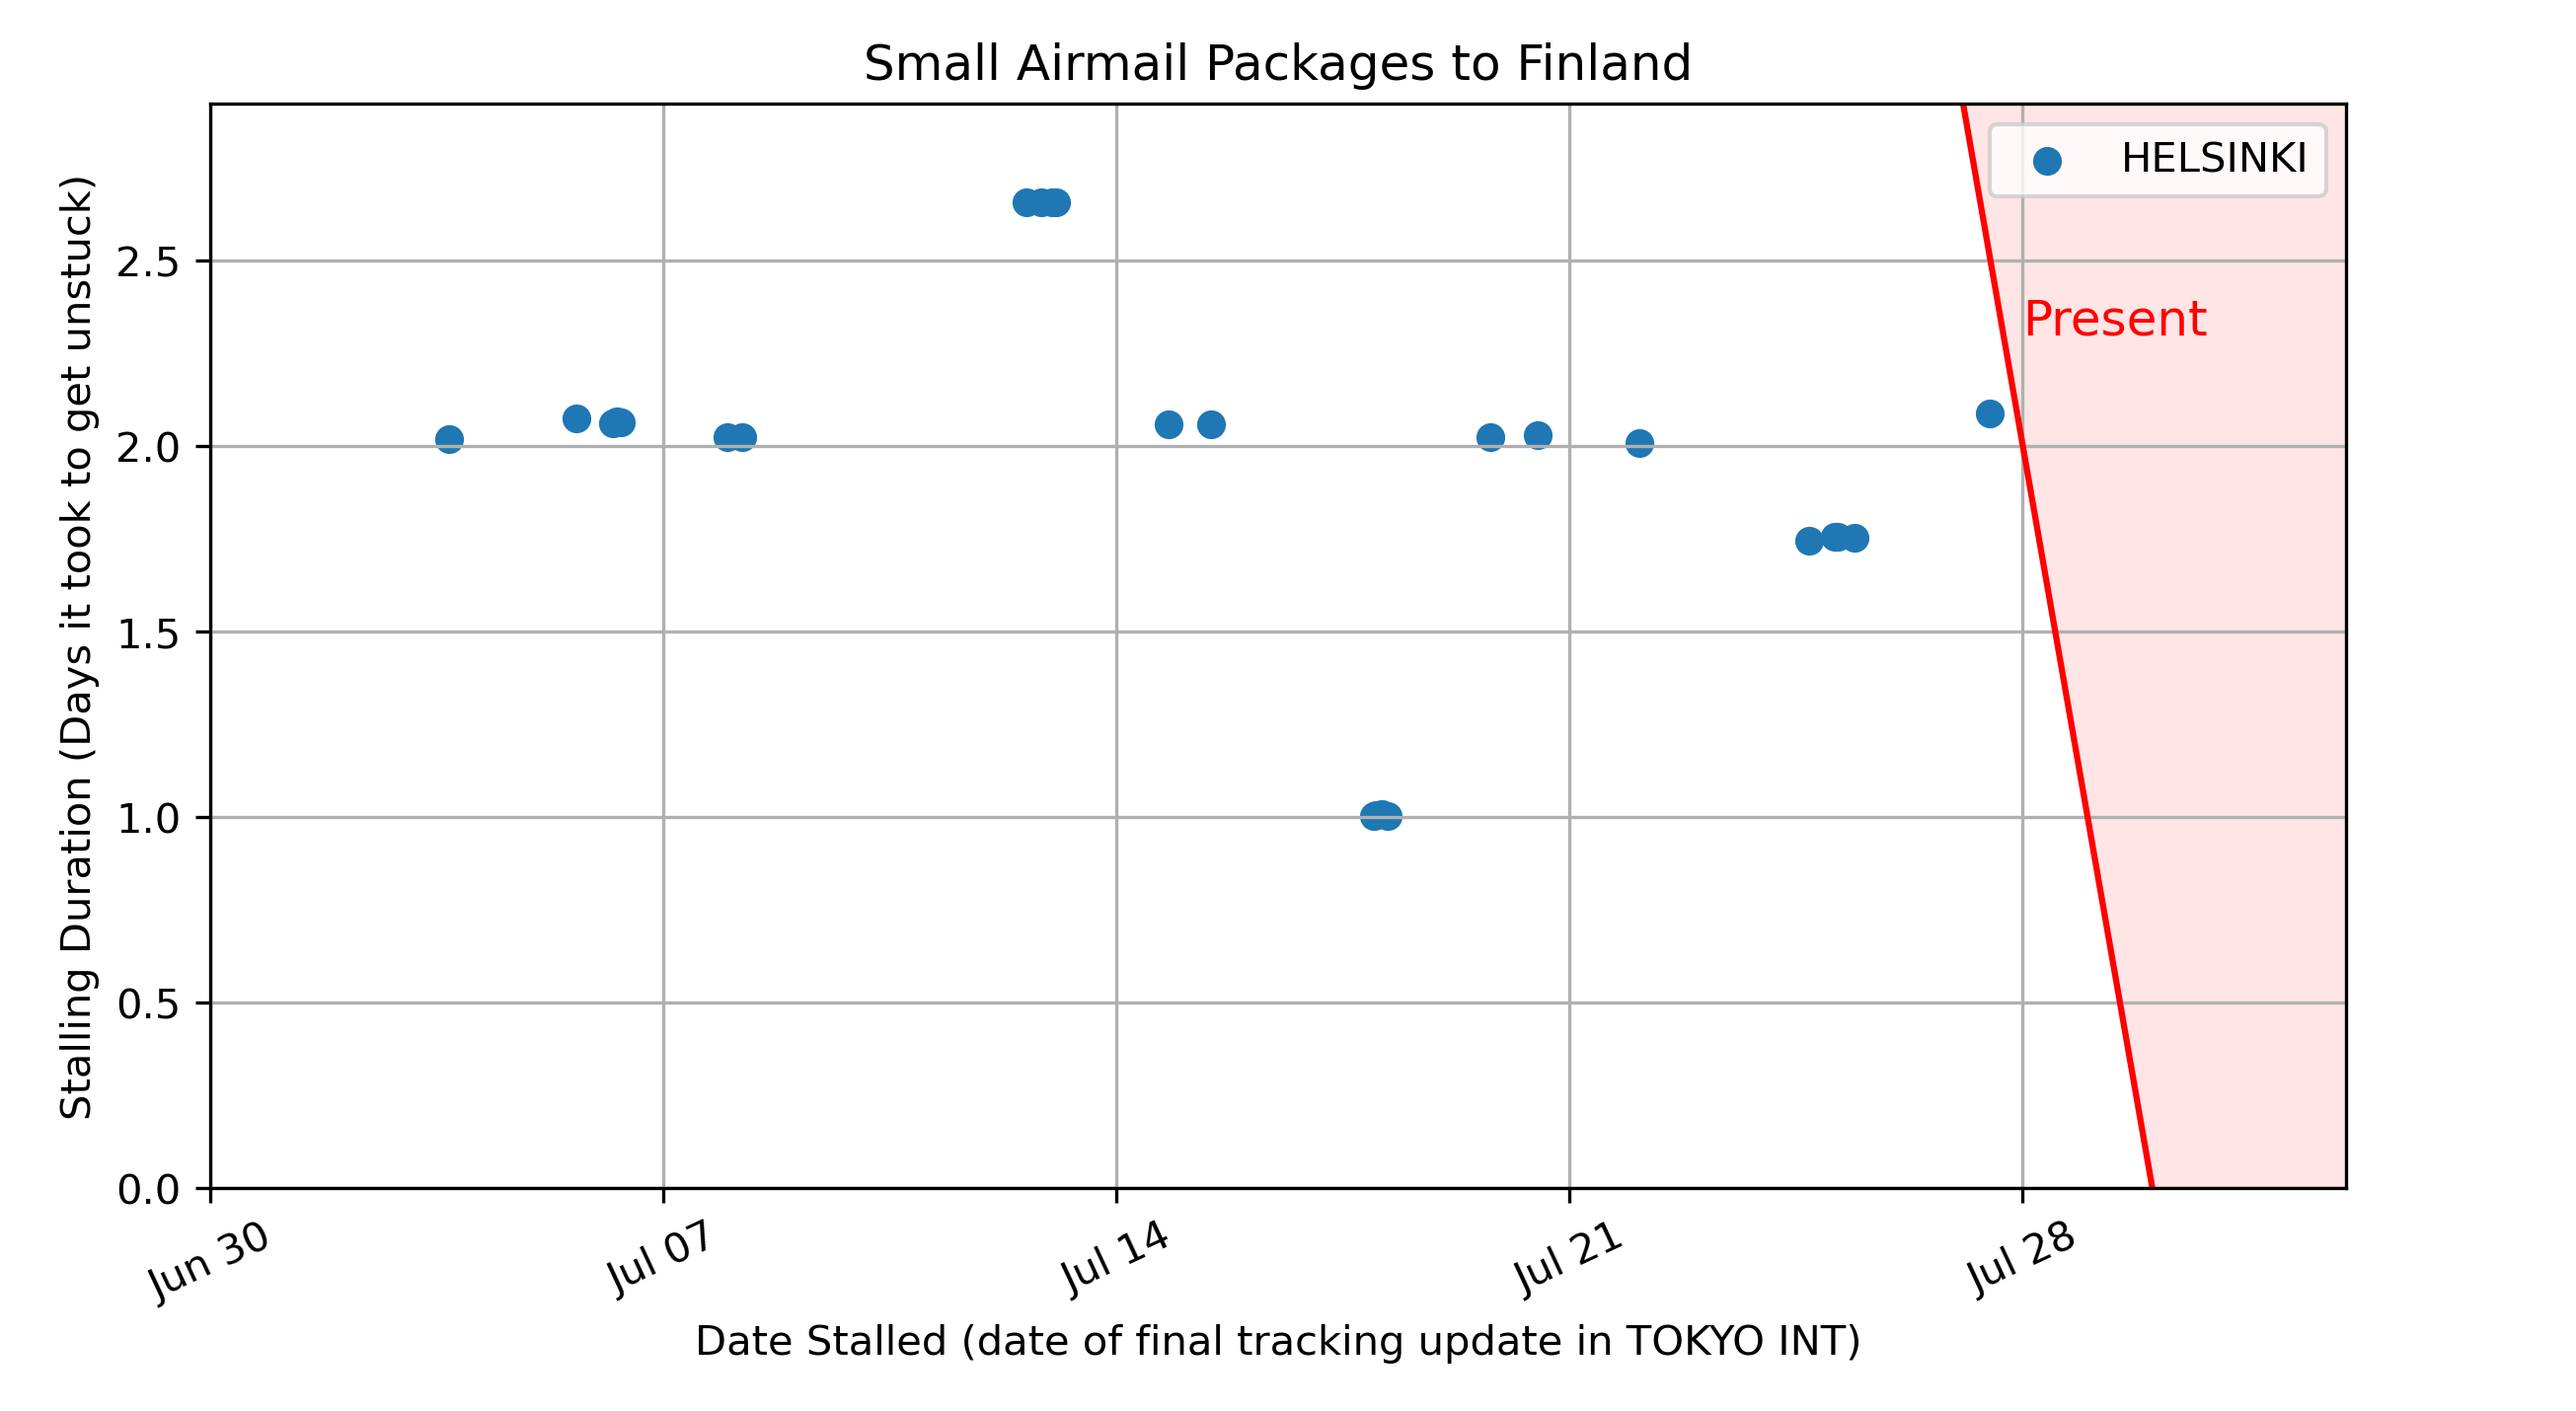 Small Airmail Packages to Finland
HELSINKI
Present
Stalling Duration (Days it took to get unstuck)
2.5
2.0
1.5
1.0
0.5
0.0
Jun 30
Jul 07
Jul 14
Jul 21
Jul 28
Date Stalled (date of final tracking update in TOKYO INT)